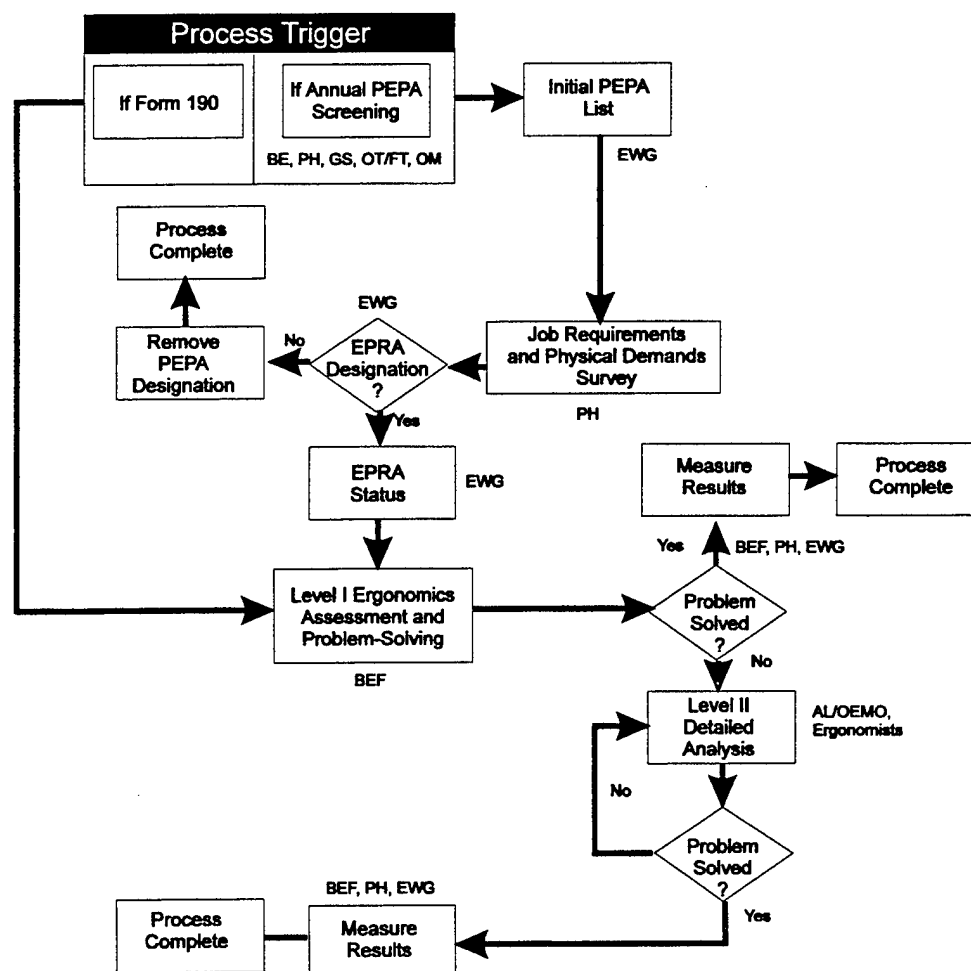 Process Trigger
If Form 190
If Annual PEPA
Screening
BE, PH, GS, OT/FT, OM
Initial PEPA
List
EWG
Process
Complete
EWG
Remove
PEPA
Designation
No
EPRA
Designation
?
Job Requirements
and Physical Demands
Survey
PH
Yes
EPRA
Status
EWG
Measure
Results
Process
Complete
Yes
BEF, PH, EWG
Level I Ergonomics
Assessment and
Problem-Solving
BEF
Problem
Solved
?
No
Level II
Detailed
Analysis
AL/OEMO,
Ergonomists
No
Problem
Solved
?
Yes
BEF, PH, EWG
Process
Complete
Measure
Results